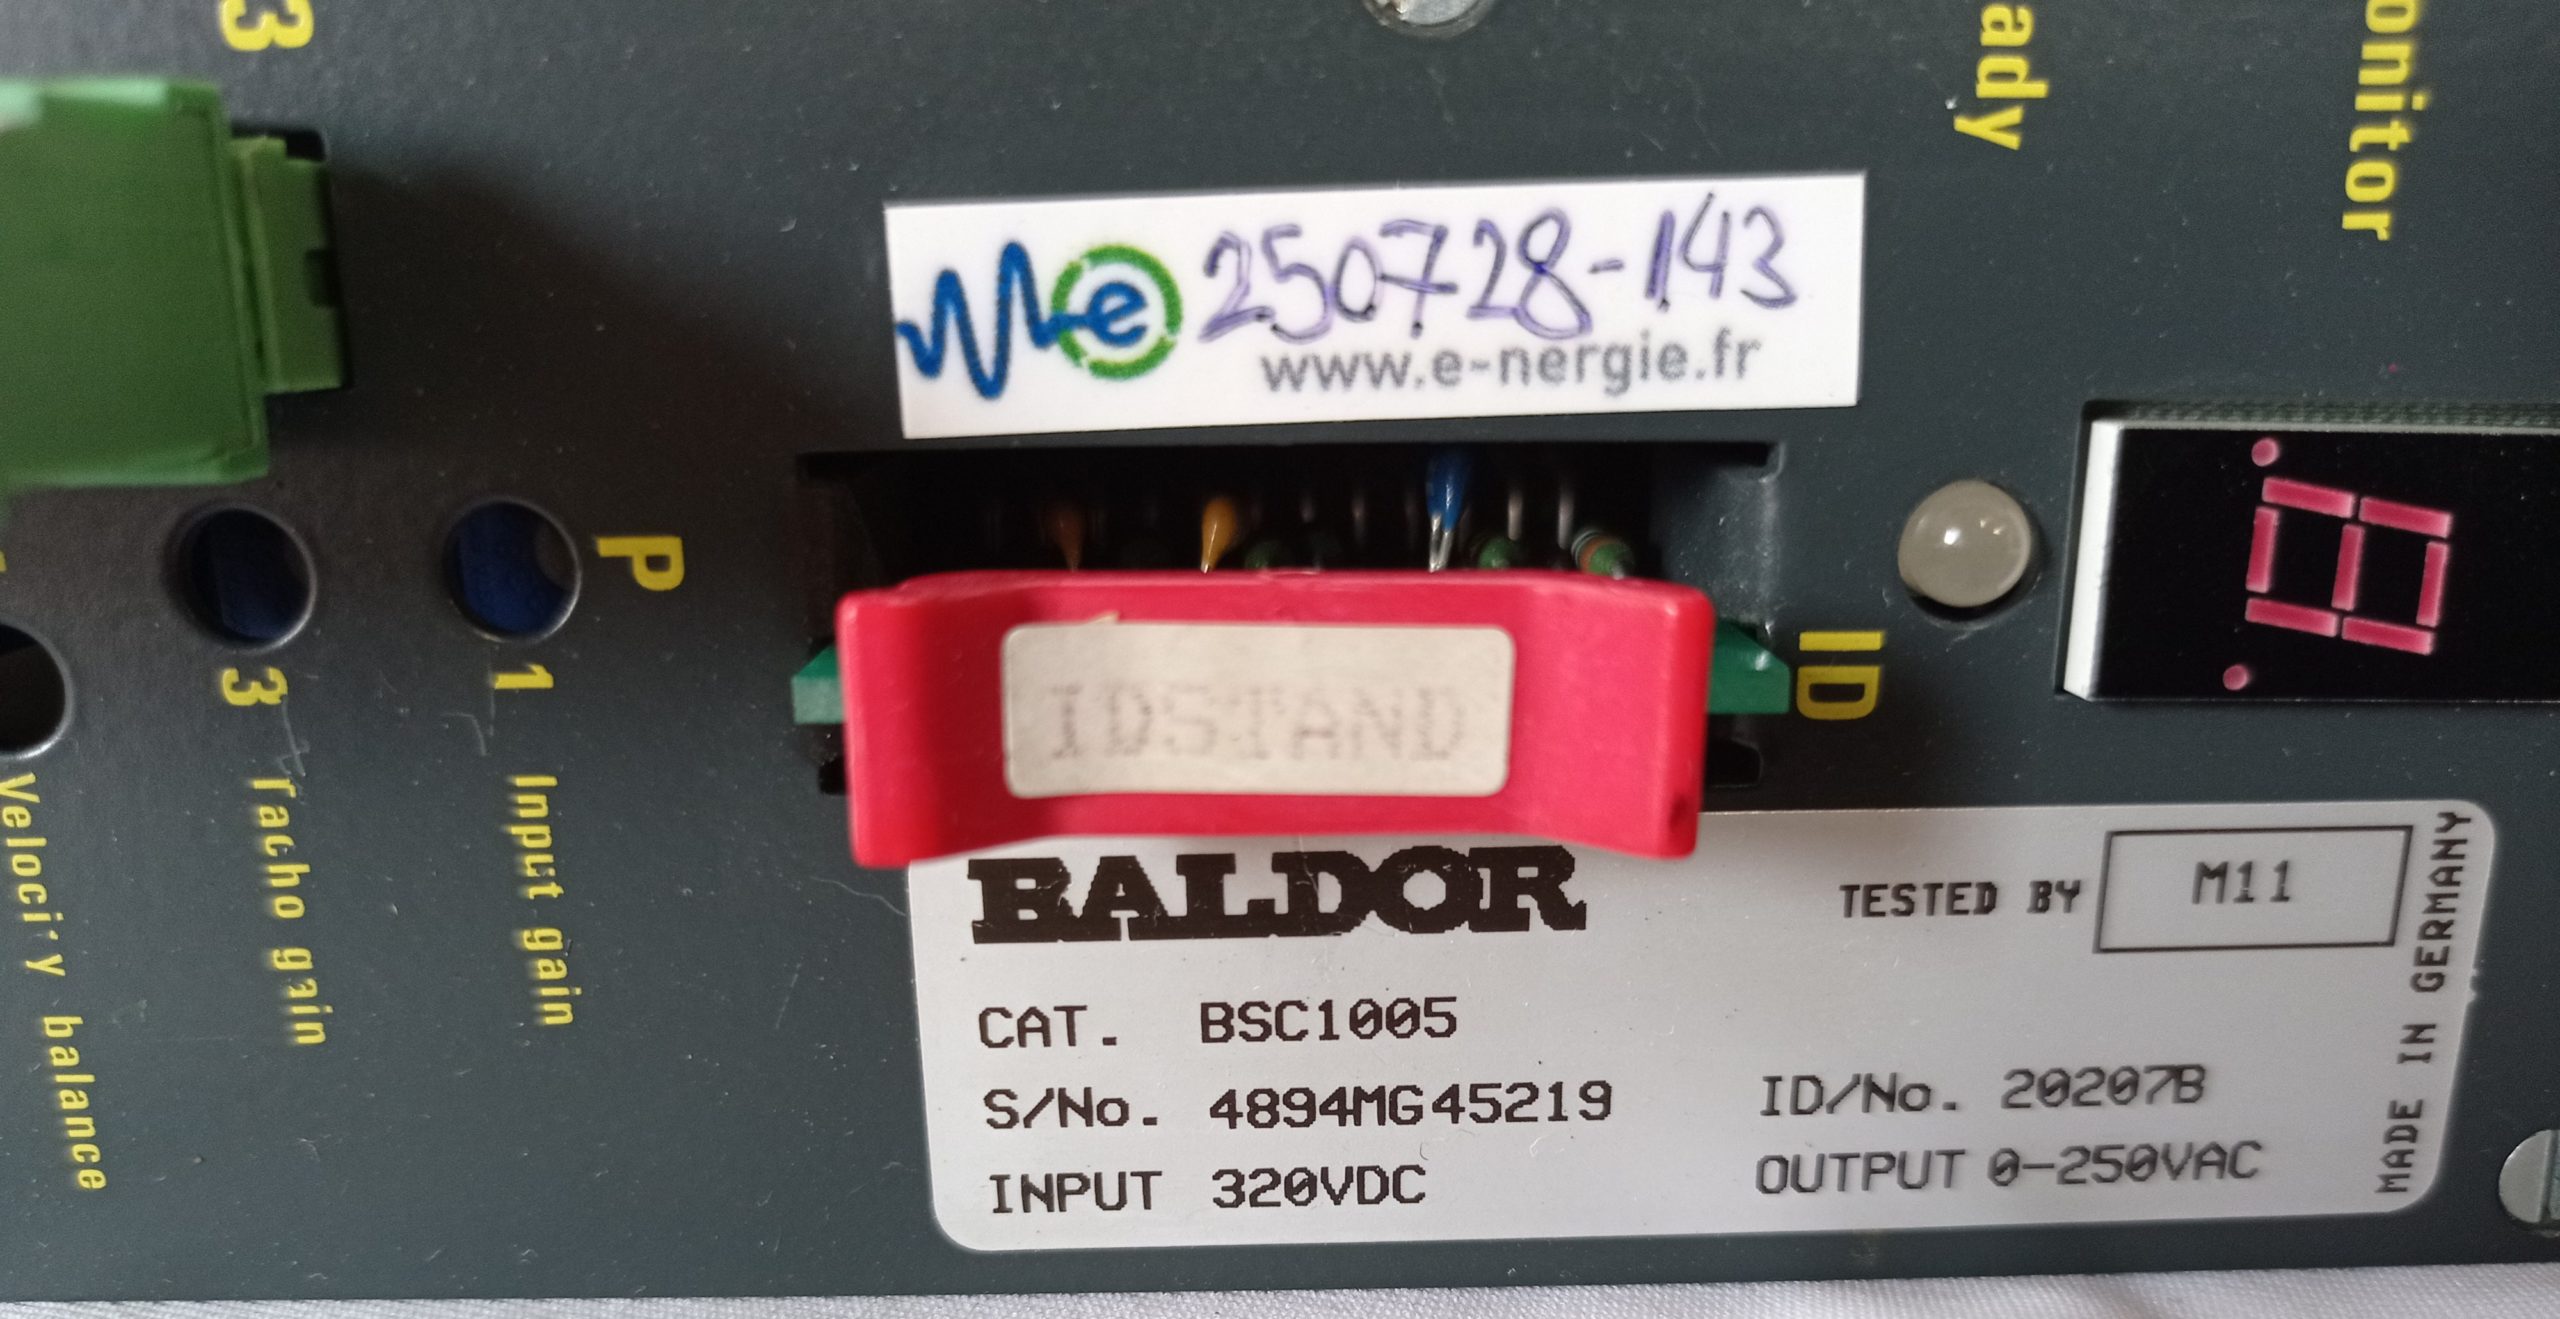 3
ady
onitor
250728-143
e
www.e-nergie.fr
P
3
1
ID
IDSTAND
Velocity balance
Tacho gain
Input gain
BALDOR
TESTED BY M11
CAT. BSC1005
S/No. 4894MG45219
ID/No. 20207B
INPUT 320VDC
OUTPUT 0-250VAC
MADE IN GERMANY